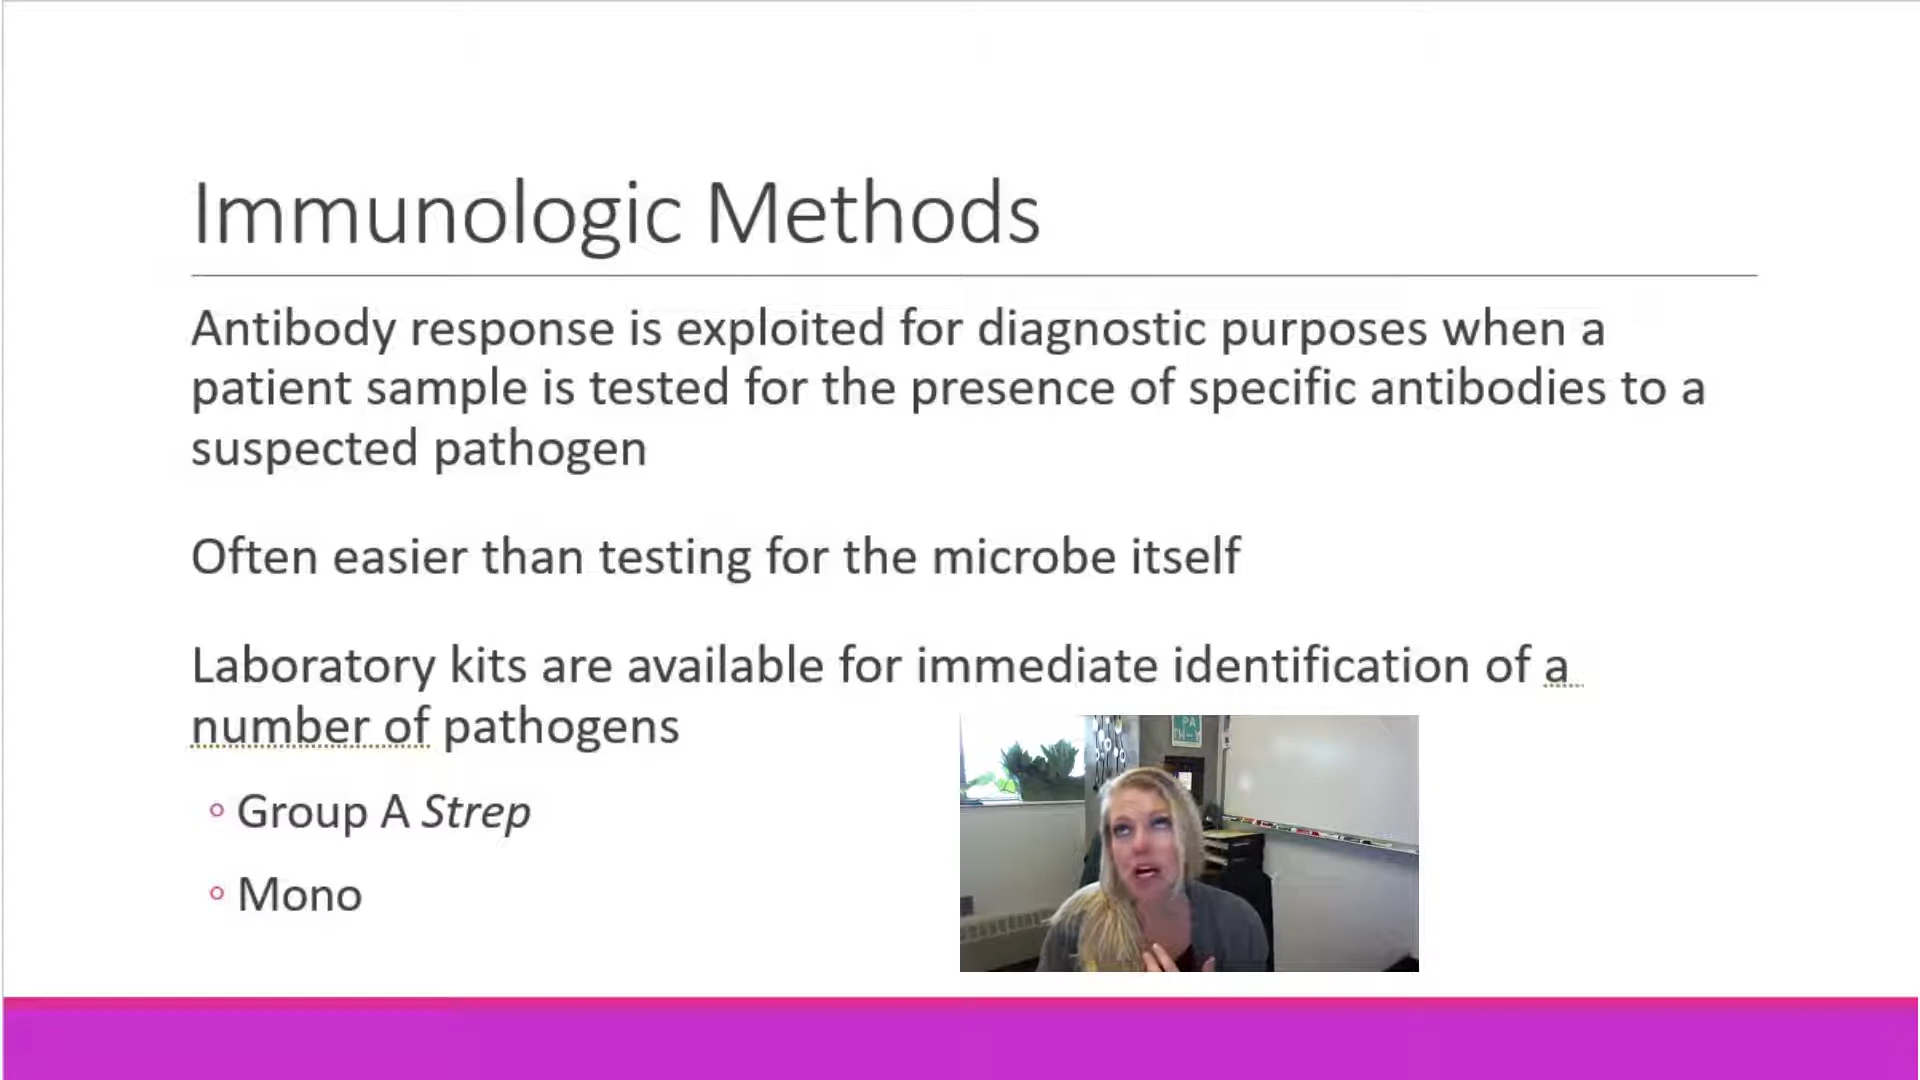 Immunologic Methods
Antibody response is exploited for diagnostic purposes when a
patient sample is tested for the presence of specific antibodies to a
suspected pathogen
Often easier than testing for the microbe itself
Laboratory kits are available for immediate identification of a
number of pathogens
Group A Strep
Mono